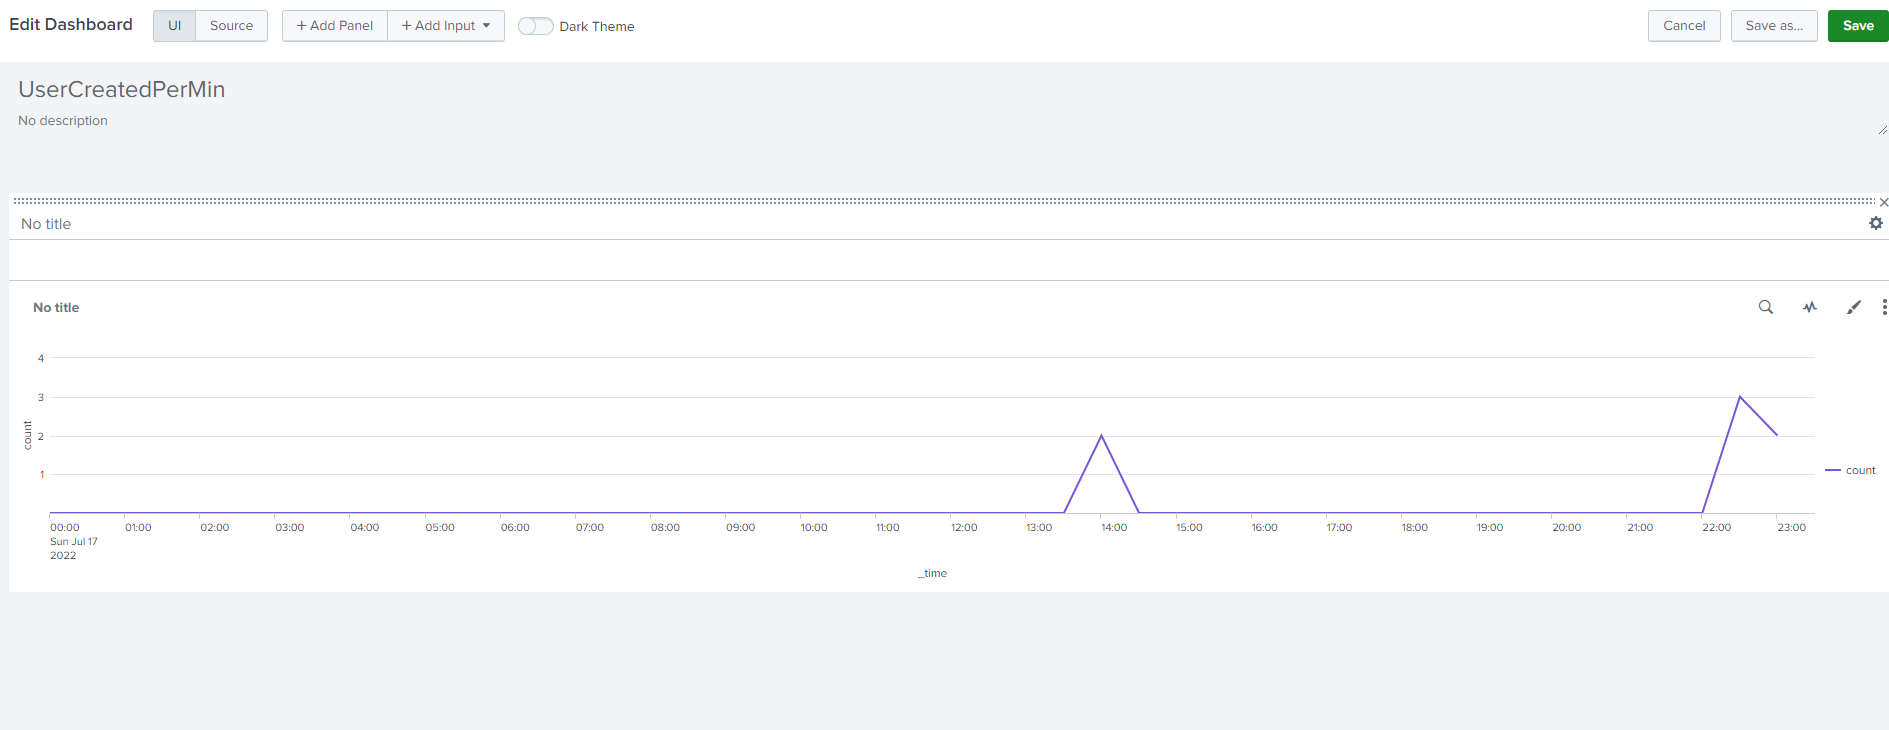 Edit Dashboard UI Source + Add Panel + Add Input Dark Theme Cancel Save as... Save
UserCreatedPerMin
No description
No title
No title
4
3
2
1
count
count
00:00 01:00 02:00 03:00 04:00 05:00 06:00 07:00 08:00 09:00 10:00 11:00 12:00 13:00 14:00 15:00 16:00 17:00 18:00 19:00 20:00 21:00 22:00 23:00
Sun Jul 17
2022
_time